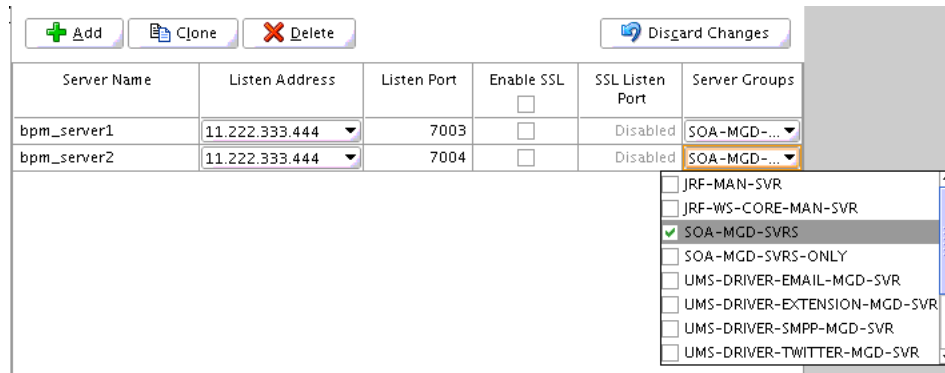 Add Clone Delete Discard Changes
Server Name Listen Address Listen Port Enable SSL SSL Listen Port Server Groups
bpm_server1 11.222.333.444 7003 Disabled SOA-MGD-...
bpm_server2 11.222.333.444 7004 Disabled SOA-MGD-...
JRF-MAN-SVR
JRF-WS-CORE-MAN-SVR
SOA-MGD-SVRS
SOA-MGD-SVRS-ONLY
UMS-DRIVER-EMAIL-MGD-SVR
UMS-DRIVER-EXTENSION-MGD-SVR
UMS-DRIVER-SMPP-MGD-SVR
UMS-DRIVER-TWITTER-MGD-SVR